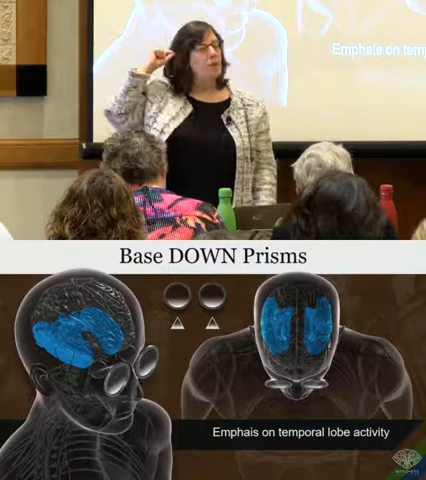 Emphais on temp
Base DOWN Prisms
Emphais on temporal lobe activity